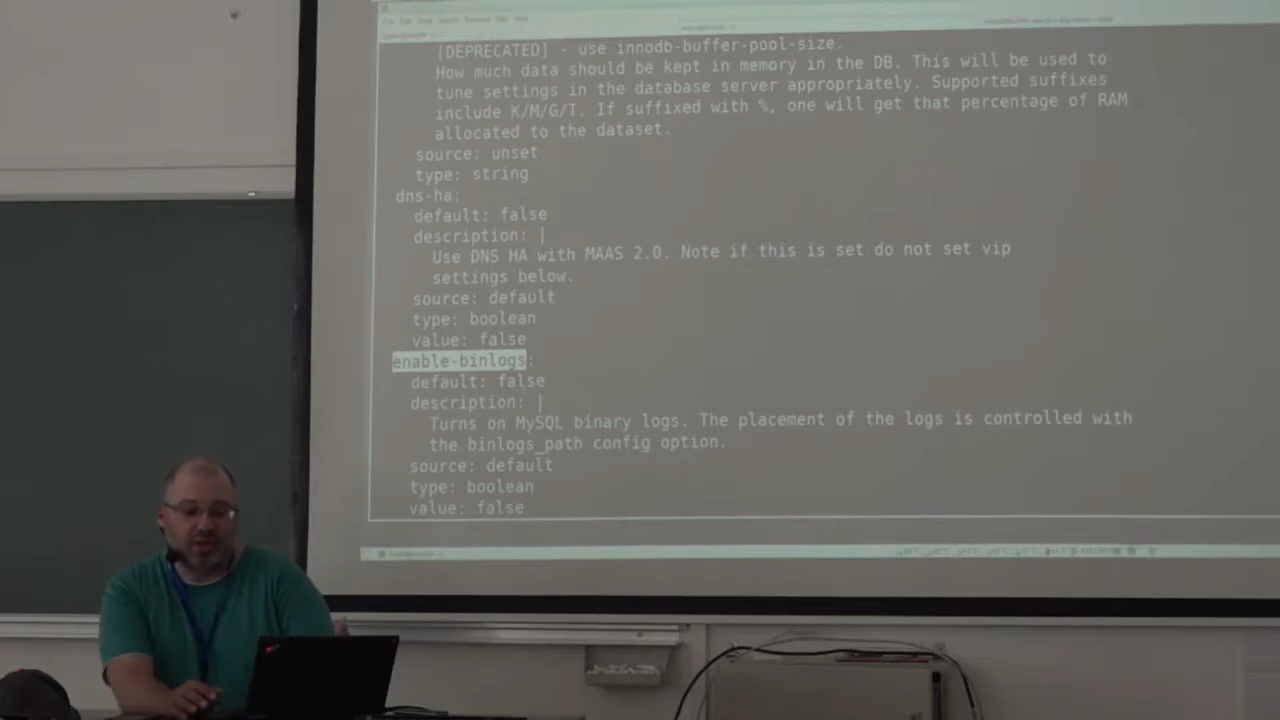 [DEPRECATED] - use innodb-buffer-pool-size.
How much data should be kept in memory in the DB. This will be used to
tune settings in the database server appropriately. Supported suffixes
include K/M/G/T. If suffixed with %, one will get that percentage of RAM
allocated to the dataset.
source: unset
type: string
dns-ha:
default: false
description: |
Use DNS HA with MAAS 2.0. Note if this is set do not set vip
settings below.
source: default
type: boolean
value: false
enable-binlogs:
default: false
description: |
Turns on MySQL binary logs. The placement of the logs is controlled with
the binlogs_path config option.
source: default
type: boolean
value: false